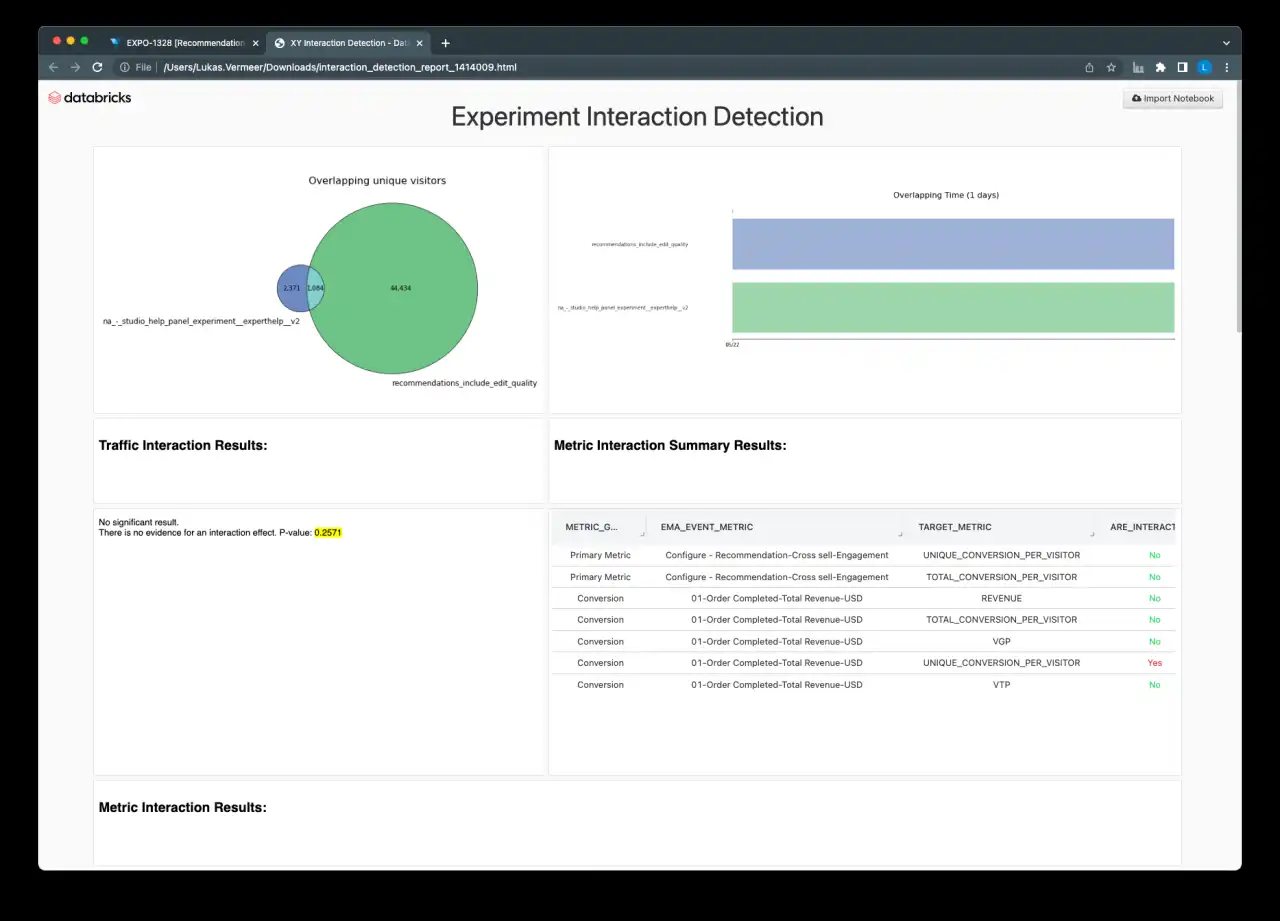 EXPO-1328 [Recommendation
XY Interaction Detection - Dat
File /Users/Lukas.Vermeer/Downloads/interaction_detection_report_1414009.html
L
databricks
Import Notebook
Experiment Interaction Detection
Overlapping unique visitors
44,434
na_-_studio_help_panel_experiment__experthelp__v2
recommendations_include_edit_quality
Overlapping Time (1 days)
recommendations_include_edit_quality
na_-_studio_help_panel_experiment__experthelp__v2
05/22
Traffic Interaction Results:
Metric Interaction Summary Results:
No significant result.
There is no evidence for an interaction effect. P-value: 0.2571
METRIC_G... EMA_EVENT_METRIC TARGET_METRIC ARE_INTERACT
Primary Metric Configure - Recommendation-Cross sell-Engagement UNIQUE_CONVERSION_PER_VISITOR No
Primary Metric Configure - Recommendation-Cross sell-Engagement TOTAL_CONVERSION_PER_VISITOR No
Conversion 01-Order Completed-Total Revenue-USD REVENUE No
Conversion 01-Order Completed-Total Revenue-USD TOTAL_CONVERSION_PER_VISITOR No
Conversion 01-Order Completed-Total Revenue-USD VGP No
Conversion 01-Order Completed-Total Revenue-USD UNIQUE_CONVERSION_PER_VISITOR Yes
Conversion 01-Order Completed-Total Revenue-USD VTP No
Metric Interaction Results: